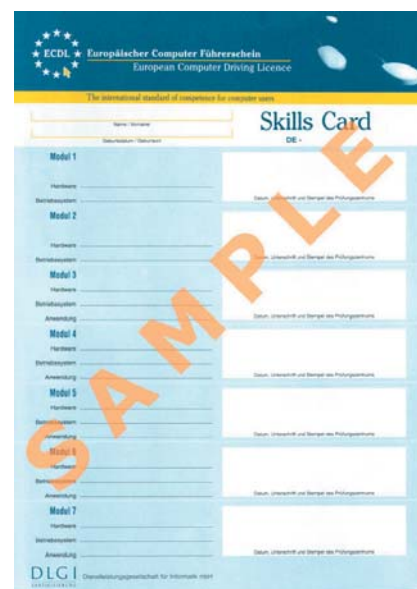 ECDL
Europäischer Computer Führerschein
European Computer Driving Licence
The international standard of competence for computer users
Name / Vorname
Geburtsdatum / Geburtsort
Skills Card
DE -
Modul 1
Hardware
Betriebssystem
Datum, Unterschrift und Stempel des Prüfungszentrums
Modul 2
Hardware
Betriebssystem
Datum, Unterschrift und Stempel des Prüfungszentrums
Modul 3
Hardware
Betriebssystem
Anwendung
Datum, Unterschrift und Stempel des Prüfungszentrums
Modul 4
Hardware
Betriebssystem
Anwendung
Datum, Unterschrift und Stempel des Prüfungszentrums
Modul 5
Hardware
Betriebssystem
Anwendung
Datum, Unterschrift und Stempel des Prüfungszentrums
Modul 6
Hardware
Betriebssystem
Anwendung
Datum, Unterschrift und Stempel des Prüfungszentrums
Modul 7
Hardware
Betriebssystem
Anwendung
Datum, Unterschrift und Stempel des Prüfungszentrums
DLGI
Dienstleistungsgesellschaft für Informatik
SAMPLE